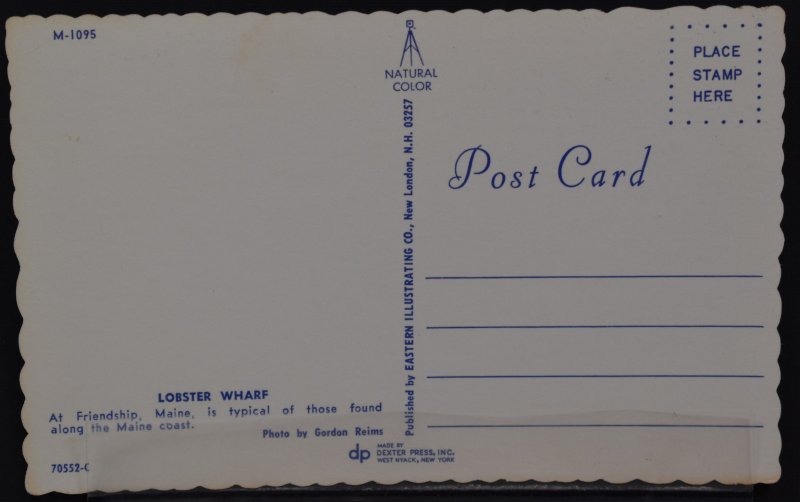 M-1095
NATURAL
COLOR
PLACE
STAMP
HERE
Post Card
Published by EASTERN ILLUSTRATING CO., New London, N.H. 03257
LOBSTER WHARF
At Friendship, Maine, is typical of those found
along the Maine coast.
Photo by Gordon Reims
70552-C
dp
MADE BY
DEXTER PRESS, INC.
WEST NYACK, NEW YORK